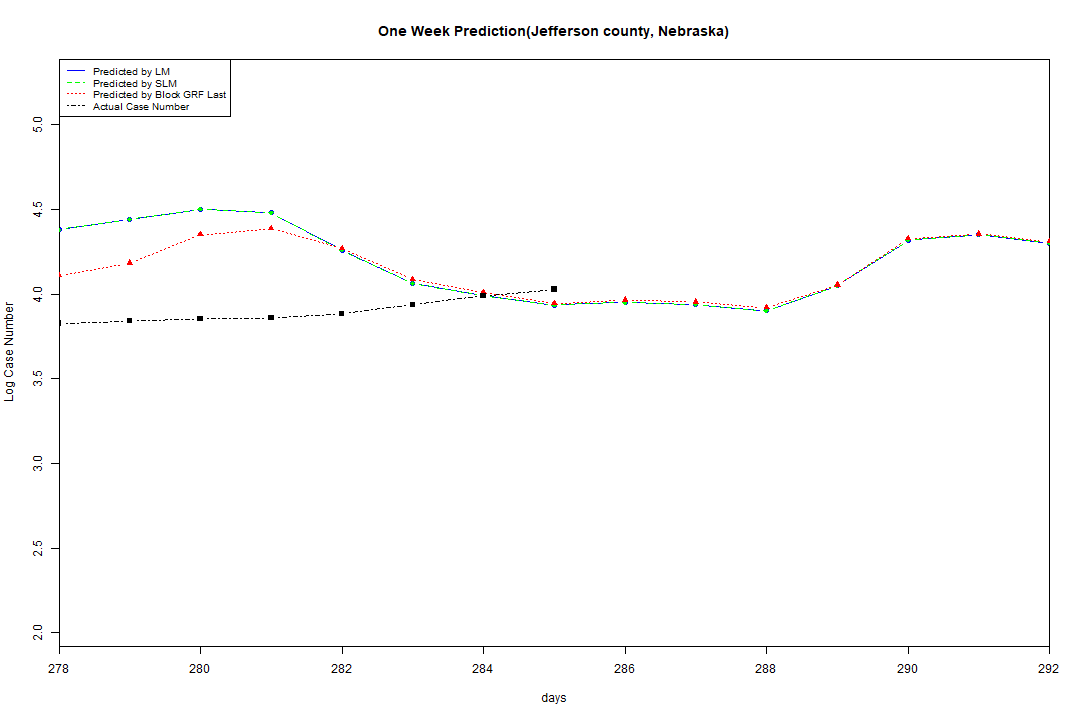 One Week Prediction(Jefferson county, Nebraska)
Predicted by LM
Predicted by SLM
Predicted by Block GRF Last
Actual Case Number
5.0
4.5
4.0
3.5
3.0
2.5
2.0
Log Case Number
278 280 282 284 286 288 290 292
days